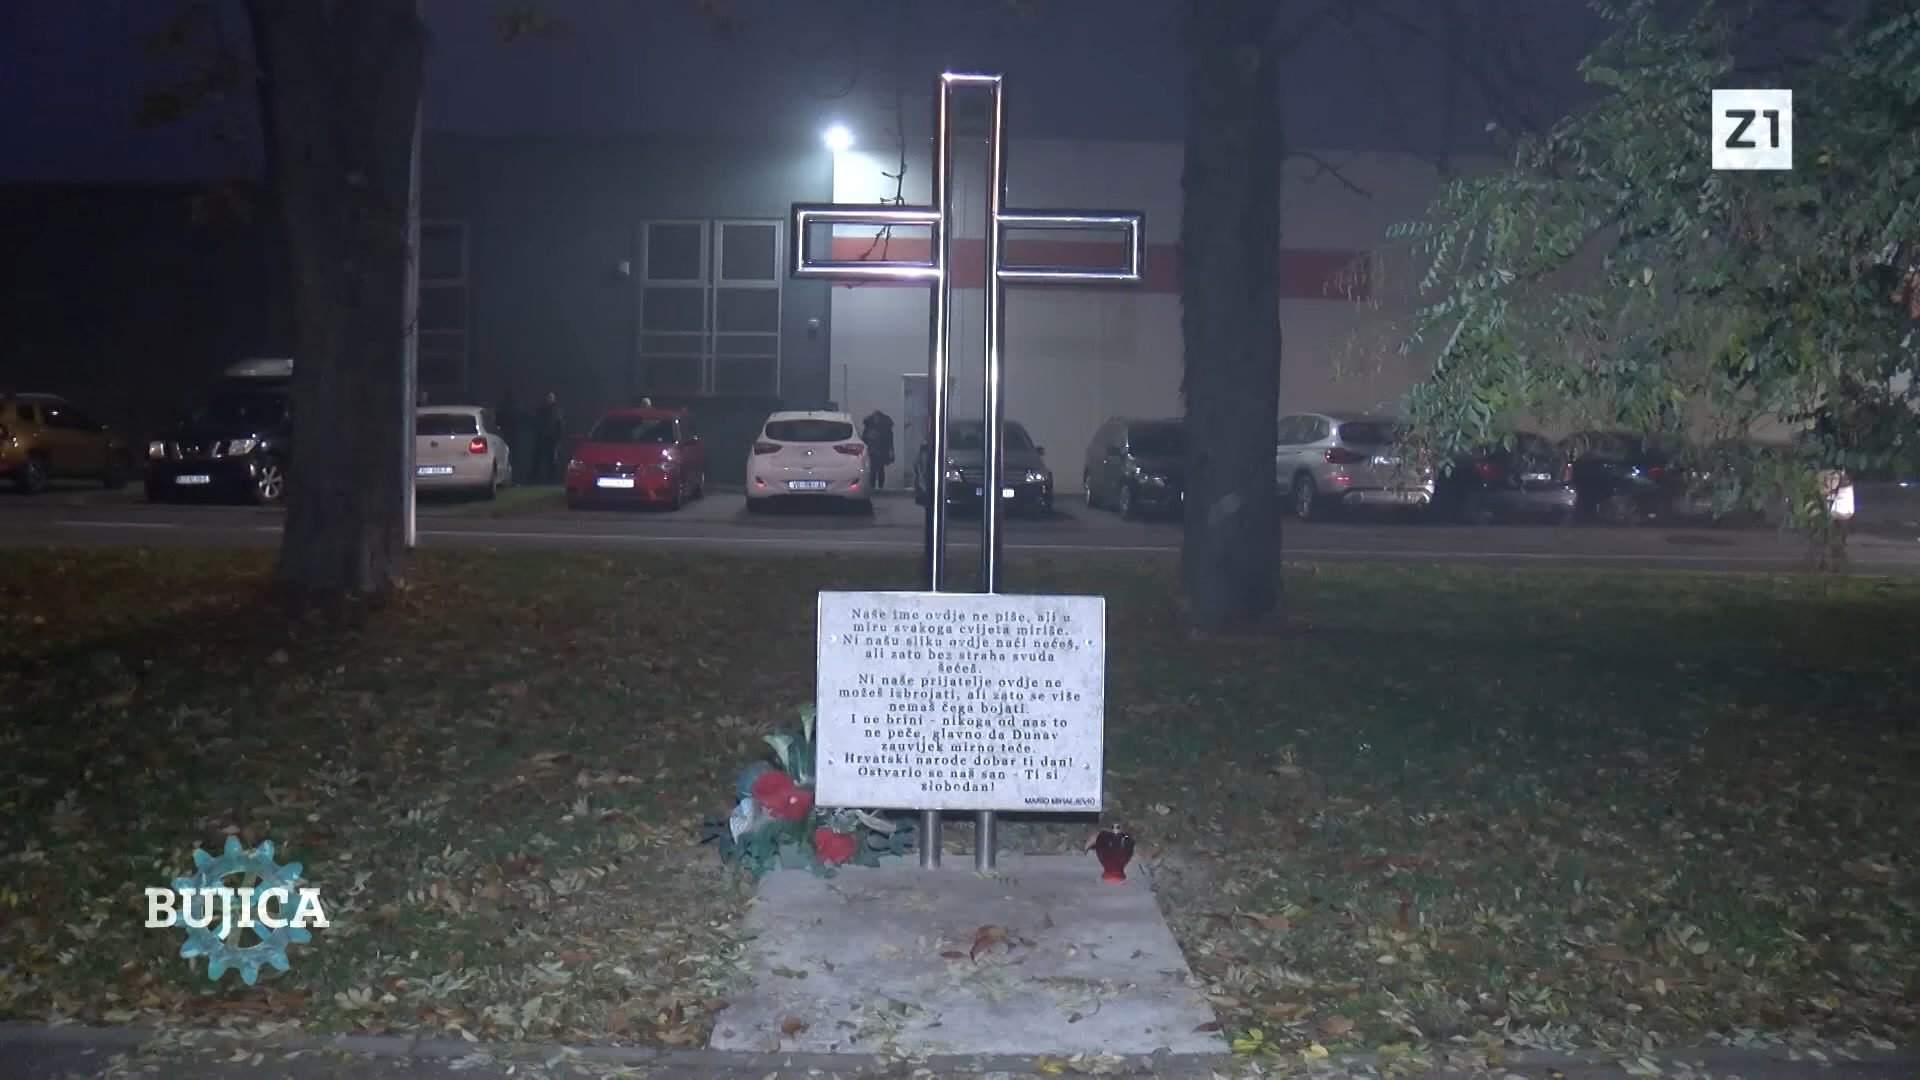 Z1
Naše ime ovdje ne piše, ali u
miru svakoga cvijeta miriše.
Ni našu sliku ovdje naći nećeš,
ali zato bez straha svuda
šećeš.
Ni naše prijatelje ovdje ne
možeš izbrojati, ali zato se više
nemaš čega bojati.
I ne brini - nikoga od nas to
ne peče, glavno da Dunav
zauvijek mirno teče.
Hrvatski narode dobar ti dan!
Ostvario se naš san - Ti si
slobodan!
MARIO MIHALJEVIĆ
BUJICA